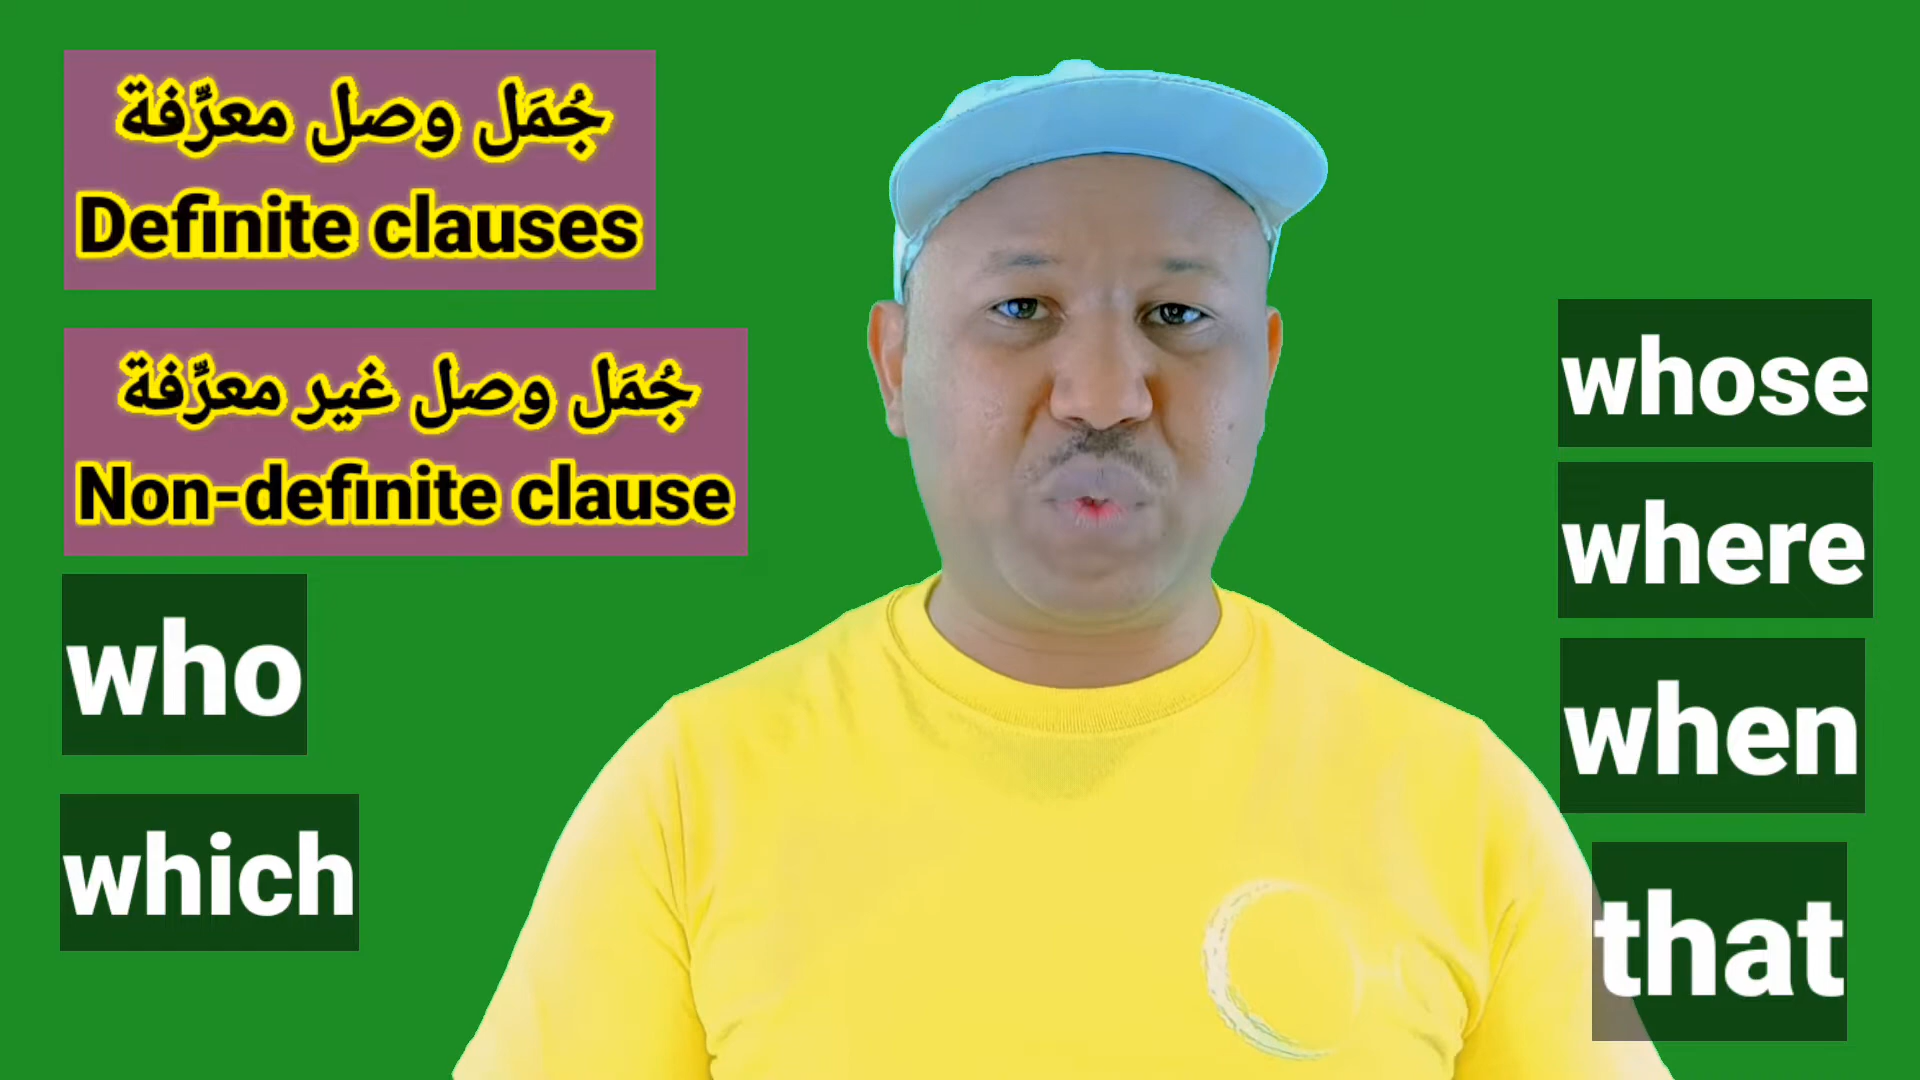 جُمَل وصل معرَّفة
Definite clauses
جُمَل وصل غير معرَّفة
Non-definite clause
who
which
whose
where
when
that